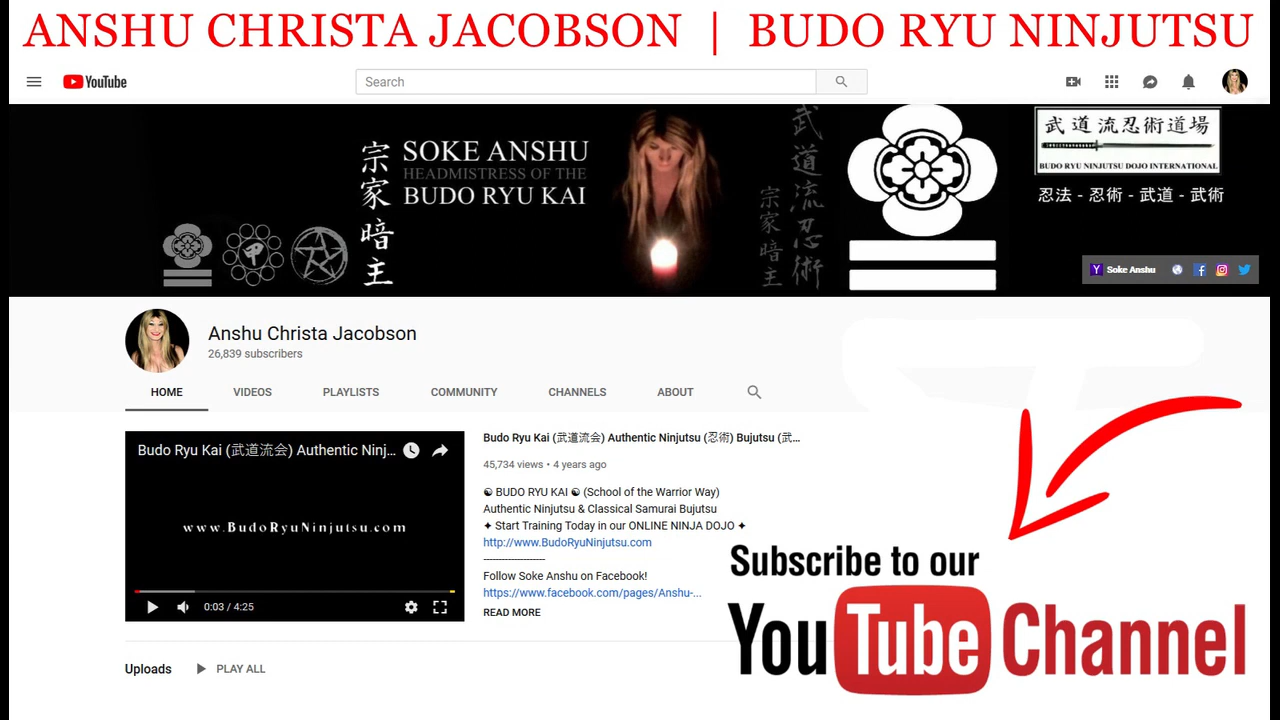 ANSHU CHRISTA JACOBSON | BUDO RYU NINJUTSU
YouTube
Search
宗家暗主
SOKE ANSHU
HEADMISTRESS OF THE
BUDO RYU KAI
甲
宗家暗主
武道流忍術
武道流忍術道場
BUDO RYU NINJUTSU DOJO INTERNATIONAL
忍法 - 忍術 - 武道 - 武術
Soke Anshu
Anshu Christa Jacobson
26,839 subscribers
HOME VIDEOS PLAYLISTS COMMUNITY CHANNELS ABOUT
Budo Ryu Kai (武道流会) Authentic Ninj...
www.BudoRyuNinjutsu.com
0:03 / 4:25
Budo Ryu Kai (武道流会) Authentic Ninjutsu (忍術) Bujutsu (武...
45,734 views • 4 years ago
☯ BUDO RYU KAI ☯ (School of the Warrior Way)
Authentic Ninjutsu & Classical Samurai Bujutsu
✦ Start Training Today in our ONLINE NINJA DOJO ✦
http://www.BudoRyuNinjutsu.com
--------------------
Follow Soke Anshu on Facebook!
https://www.facebook.com/pages/Anshu-...
READ MORE
Subscribe to our
YouTube Channel
Uploads PLAY ALL